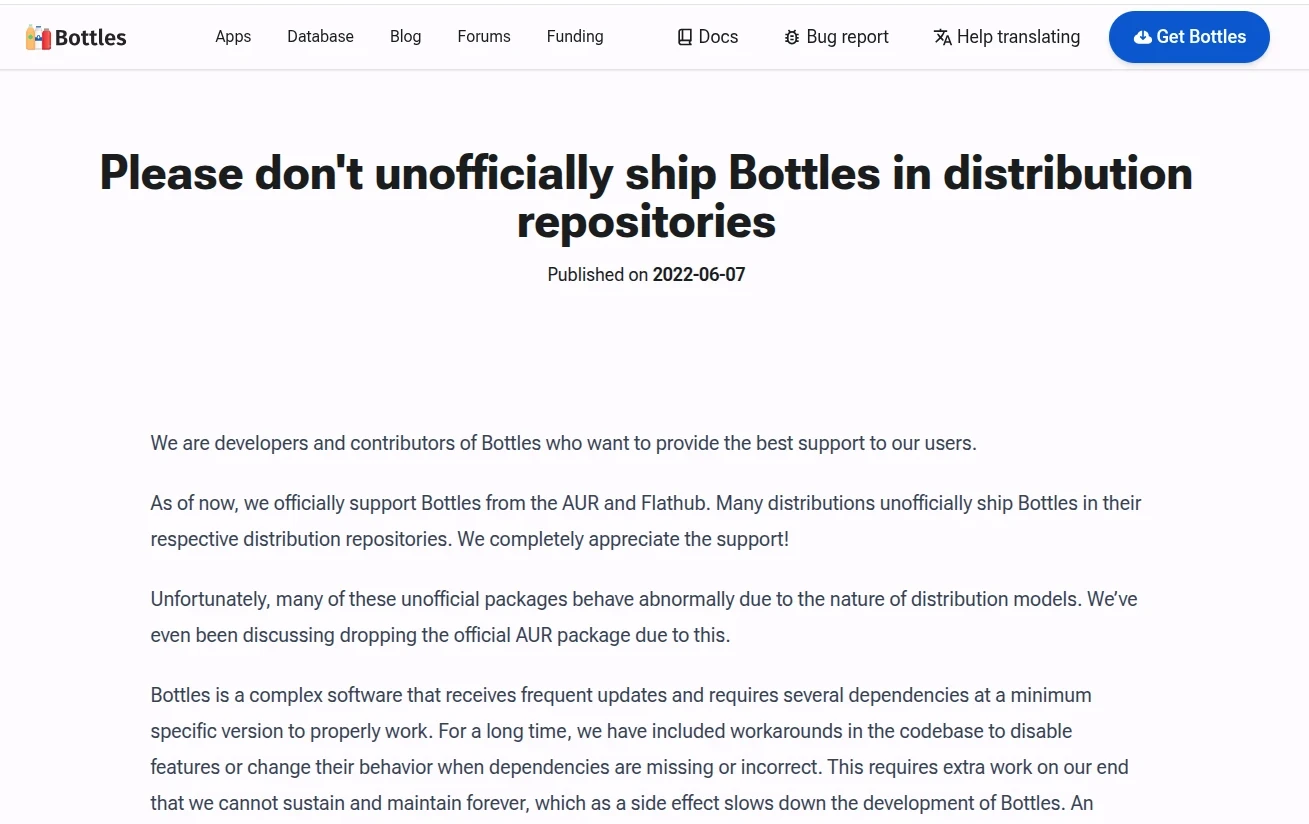 Bottles Apps Database Blog Forums Funding Docs Bug report Help translating Get Bottles
Please don't unofficially ship Bottles in distribution
repositories
Published on 2022-06-07
We are developers and contributors of Bottles who want to provide the best support to our users.
As of now, we officially support Bottles from the AUR and Flathub. Many distributions unofficially ship Bottles in their
respective distribution repositories. We completely appreciate the support!
Unfortunately, many of these unofficial packages behave abnormally due to the nature of distribution models. We’ve
even been discussing dropping the official AUR package due to this.
Bottles is a complex software that receives frequent updates and requires several dependencies at a minimum
specific version to properly work. For a long time, we have included workarounds in the codebase to disable
features or change their behavior when dependencies are missing or incorrect. This requires extra work on our end
that we cannot sustain and maintain forever, which as a side effect slows down the development of Bottles. An